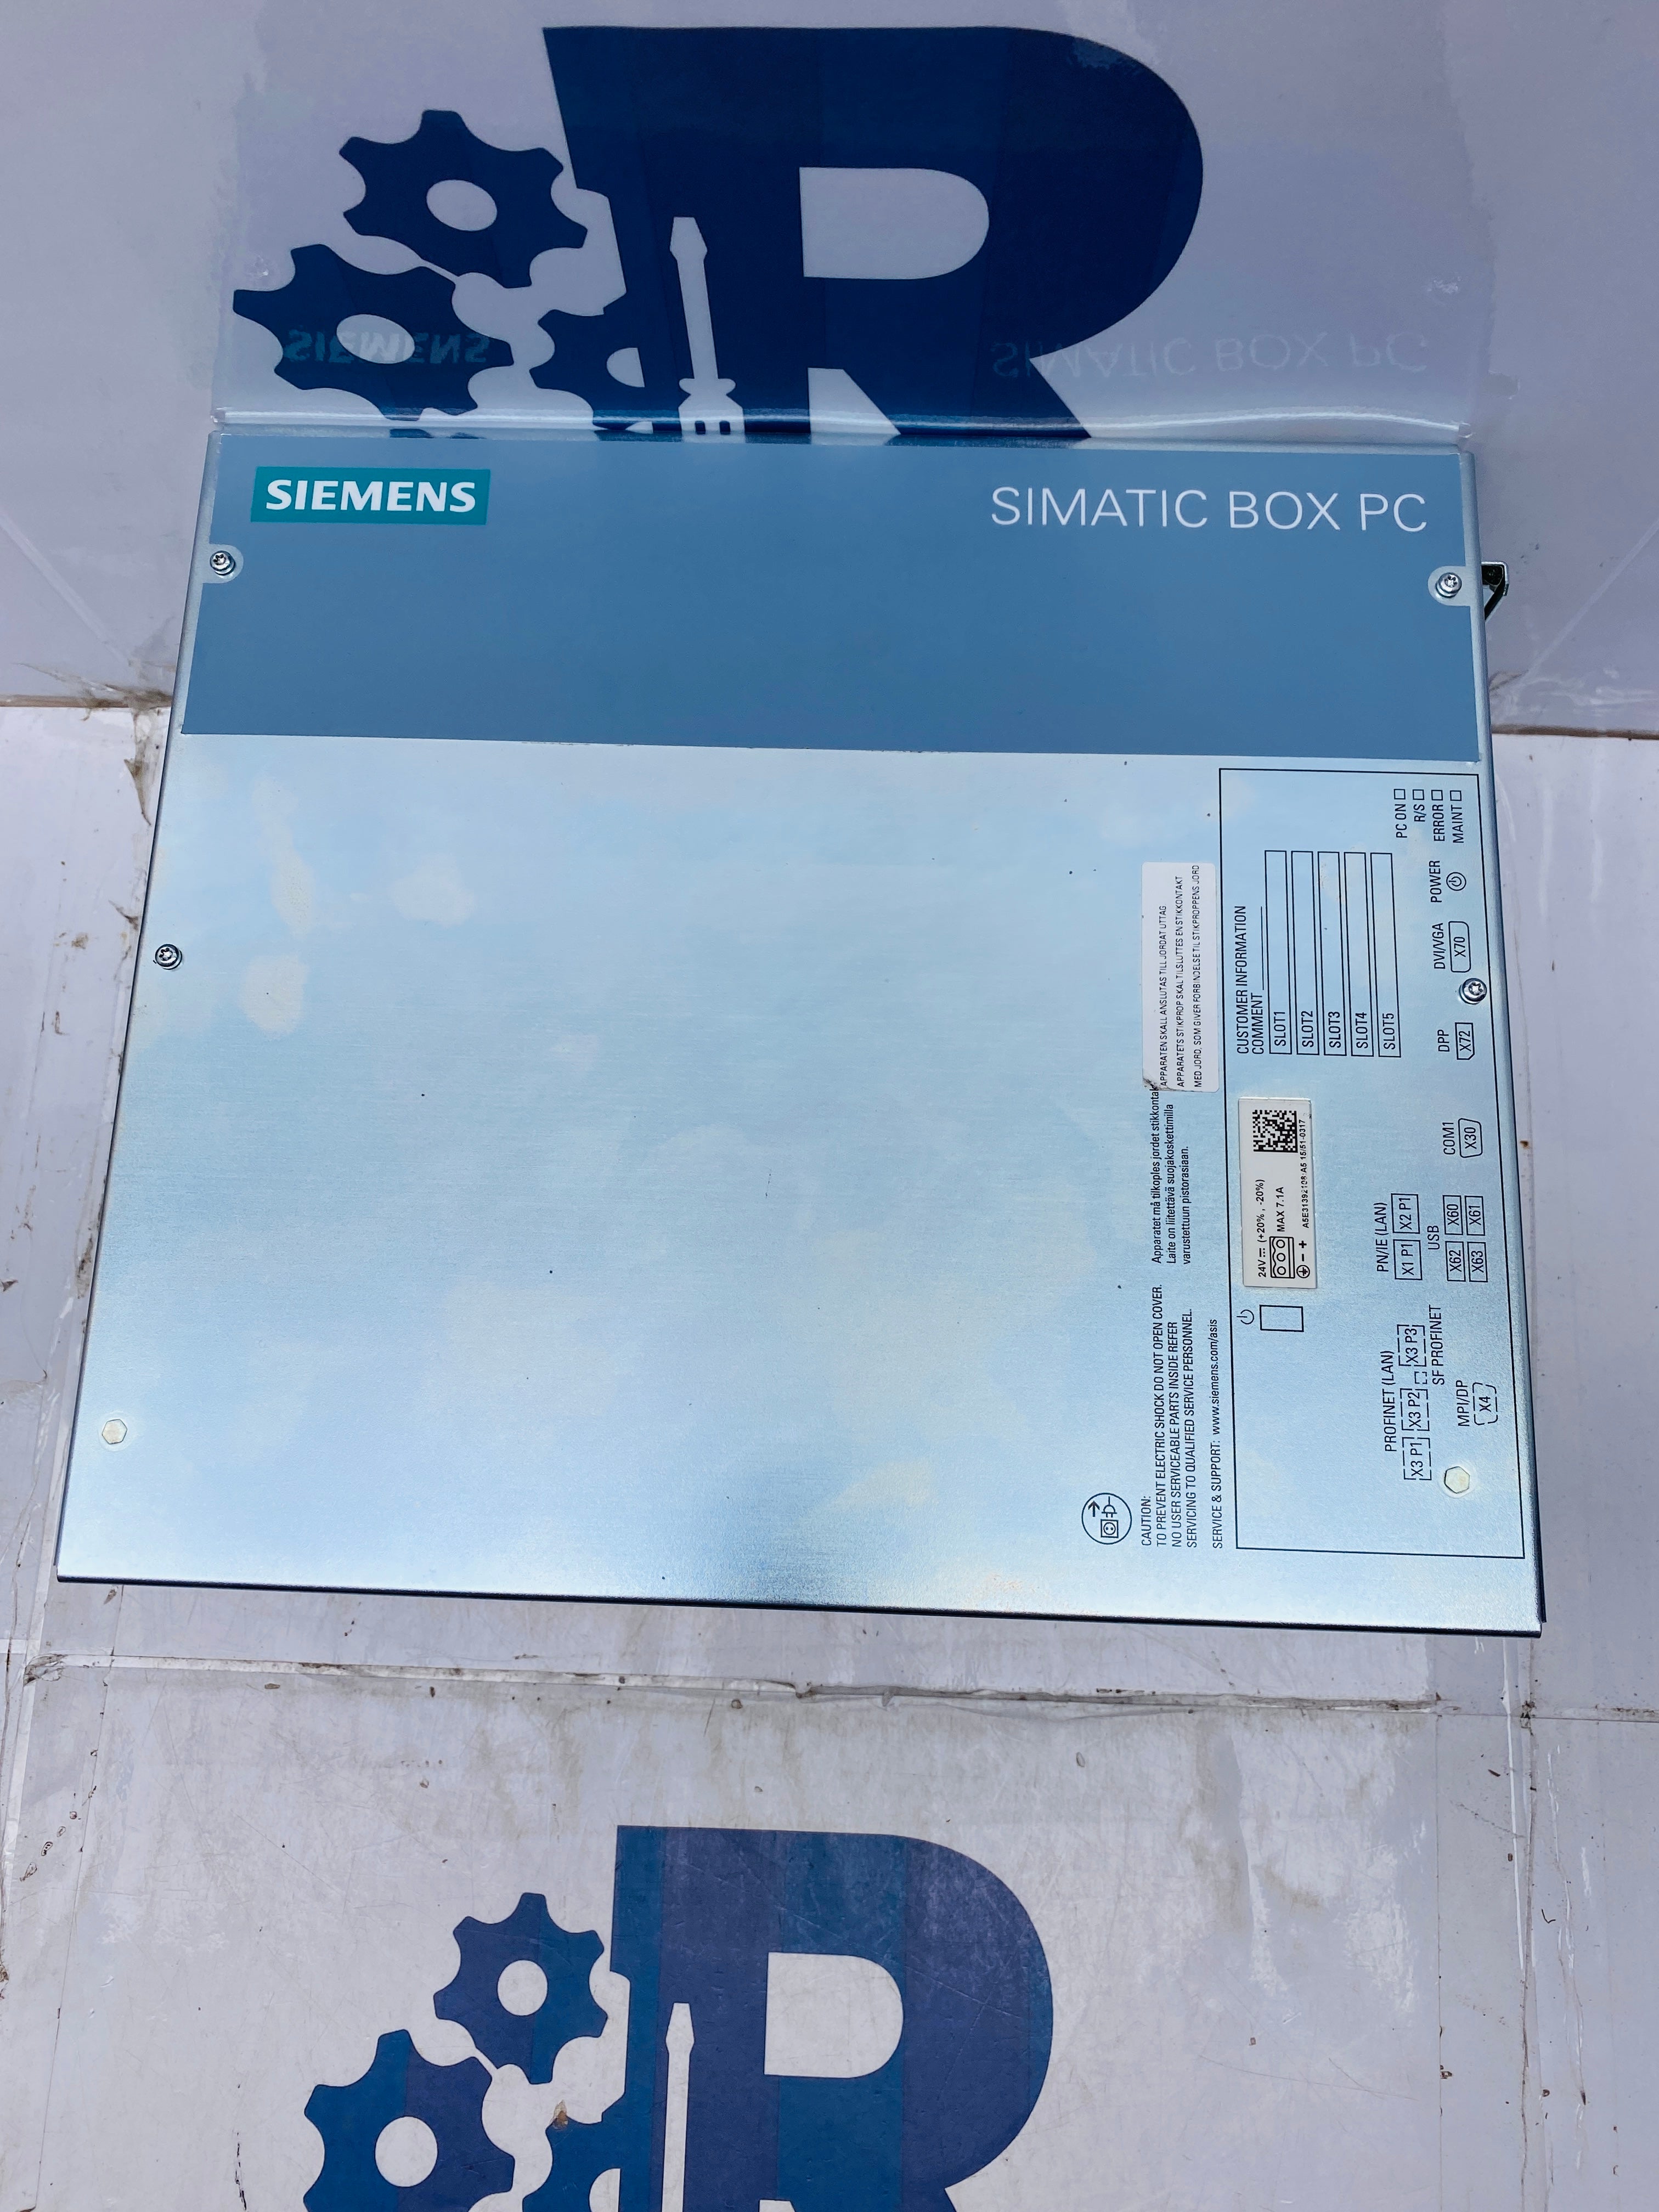 SIEMENS
SIMATIC BOX PC
PC ON
R/S
ERROR
MAINT
POWER
DVI/VGA
X70
DPP
X72
COM1
X30
CUSTOMER INFORMATION
COMMENT
SLOT1
SLOT2
SLOT3
SLOT4
SLOT5
APPARATEN SKALL ANSLUTAS TILL JORDAT UTTAG
APPARATETS STIKPROP SKAL TILSLUTTES EN STIKKONTAKT
MED JORD, SOM GIVER FORBINDELSE TIL STIKPROPPENS JORD
Apparatet må tilkoples jordet stikkontak
Laite on liitettävä suojakoskettimilla
varustettuun pistorasiaan.
24V (+20% , -20%)
MAX 7.1A
- +
15/51-0317
PN/IE (LAN)
X1 P1 X2 P1
USB
X62 X60
X63 X61
PROFINET (LAN)
X3 P1 X3 P2 X3 P3
SF PROFINET
MPI/DP
X4
CAUTION:
TO PREVENT ELECTRIC SHOCK DO NOT OPEN COVER.
NO USER SERVICEABLE PARTS INSIDE REFER
SERVICING TO QUALIFIED SERVICE PERSONNEL.
SERVICE & SUPPORT: www.siemens.com/asis
R
R